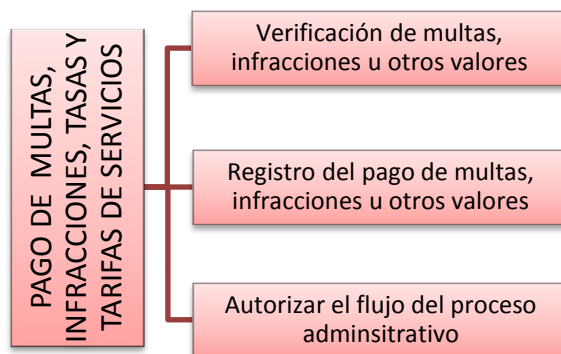 PAGO DE MULTAS,
INFRACCIONES, TASAS Y
TARIFAS DE SERVICIOS
Verificación de multas,
infracciones u otros valores
Registro del pago de multas,
infracciones u otros valores
Autorizar el flujo del proceso
adminsitrativo